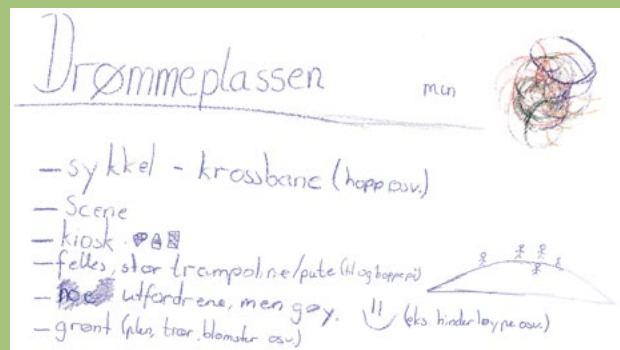 Drømmeplassen min
- sykkel - krossbane (hopp osv.)
- Scene
- kiosk
- felles, stor trampoline/pute (til og hoppe på)
- noe utfordrene, men gøy. (eks. hinderløype osv.)
- grønt (plen, trær, blomster osv.)